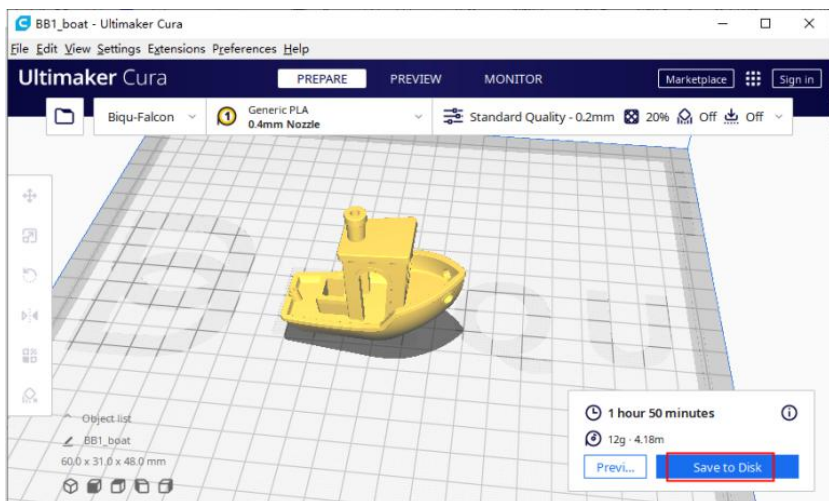 BB1_boat - Ultimaker Cura
File Edit View Settings Extensions Preferences Help
Ultimaker Cura PREPARE PREVIEW MONITOR Marketplace Sign in
Biqu-Falcon 1 Generic PLA Standard Quality - 0.2mm 20% Off Off
0.4mm Nozzle
Object list
BB1_boat
60.0 x 31.0 x 48.0 mm
1 hour 50 minutes
12g · 4.18m
Previ... Save to Disk